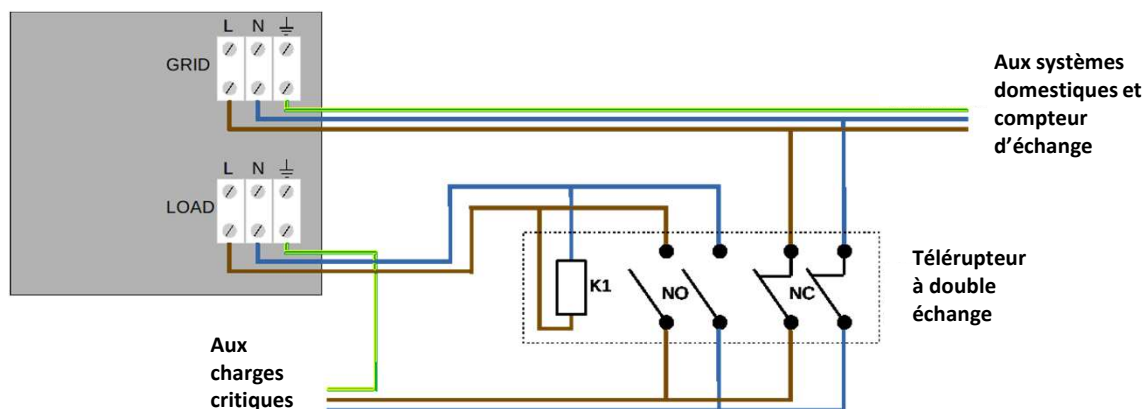 L N
GRID
Aux systèmes
domestiques et
compteur
d’échange
L N
LOAD
K1
NO
NC
Télérupteur
à double
échange
Aux
charges
critiques